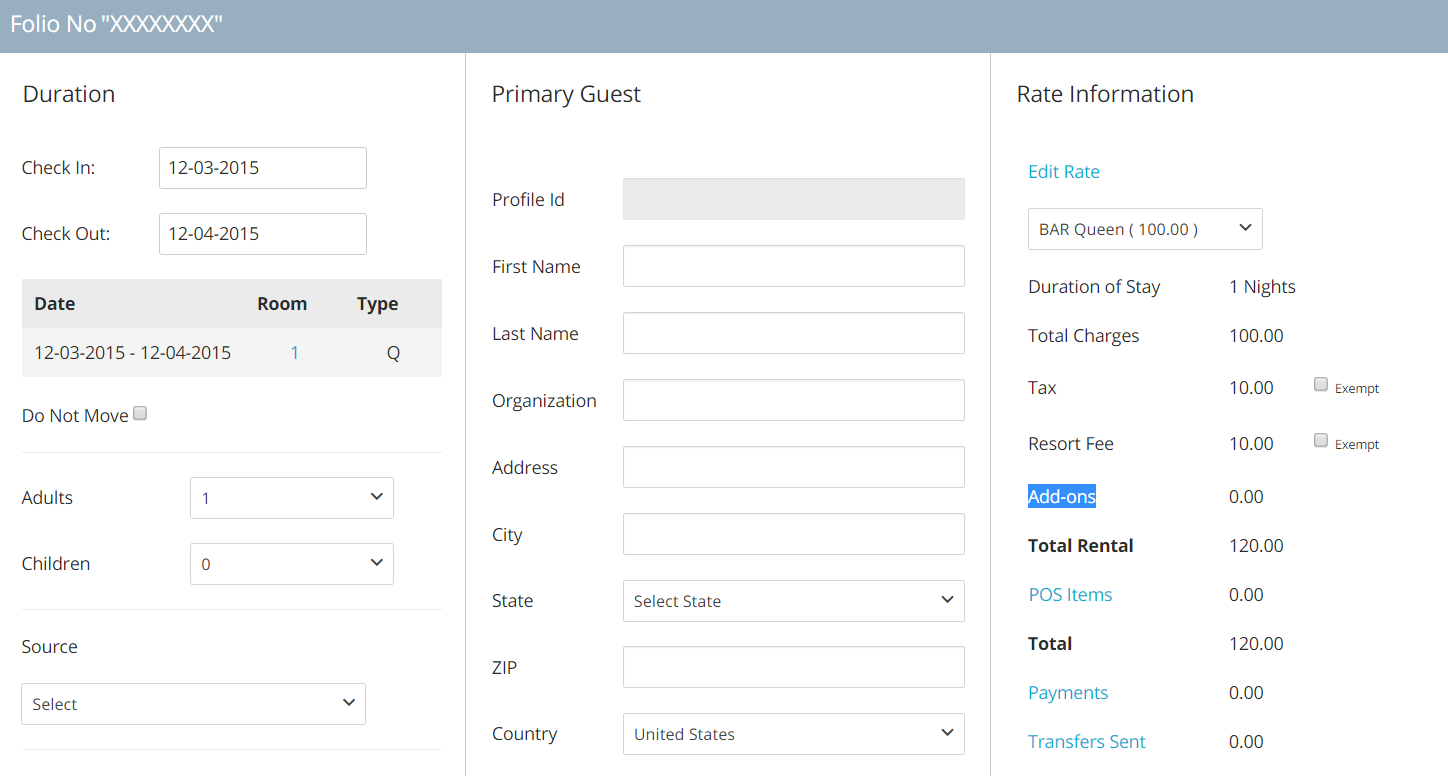 Folio No "XXXXXXXX"
Duration
Check In: 12-03-2015
Check Out: 12-04-2015
Date Room Type
12-03-2015 - 12-04-2015 1 Q
Do Not Move
Adults 1
Children 0
Source
Select
Primary Guest
Profile Id
First Name
Last Name
Organization
Address
City
State Select State
ZIP
Country United States
Rate Information
Edit Rate
BAR Queen ( 100.00 )
Duration of Stay 1 Nights
Total Charges 100.00
Tax 10.00 Exempt
Resort Fee 10.00 Exempt
Add-ons 0.00
Total Rental 120.00
POS Items 0.00
Total 120.00
Payments 0.00
Transfers Sent 0.00